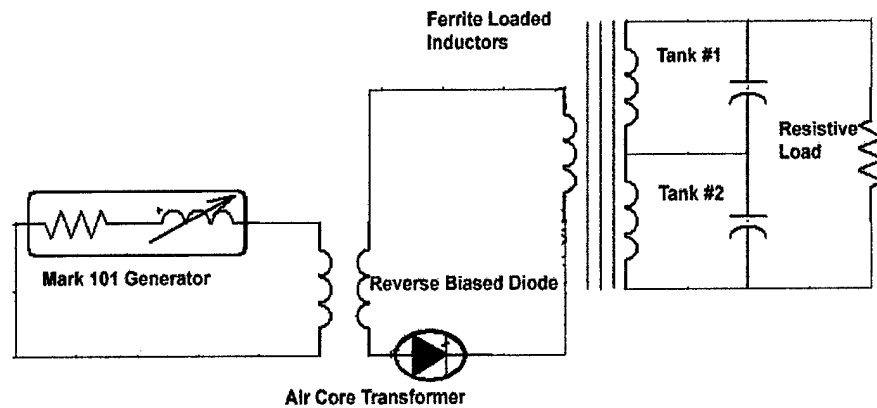 Ferrite Loaded
Inductors
Tank #1
Resistive
Load
Tank #2
Mark 101 Generator
Reverse Biased Diode
Air Core Transformer